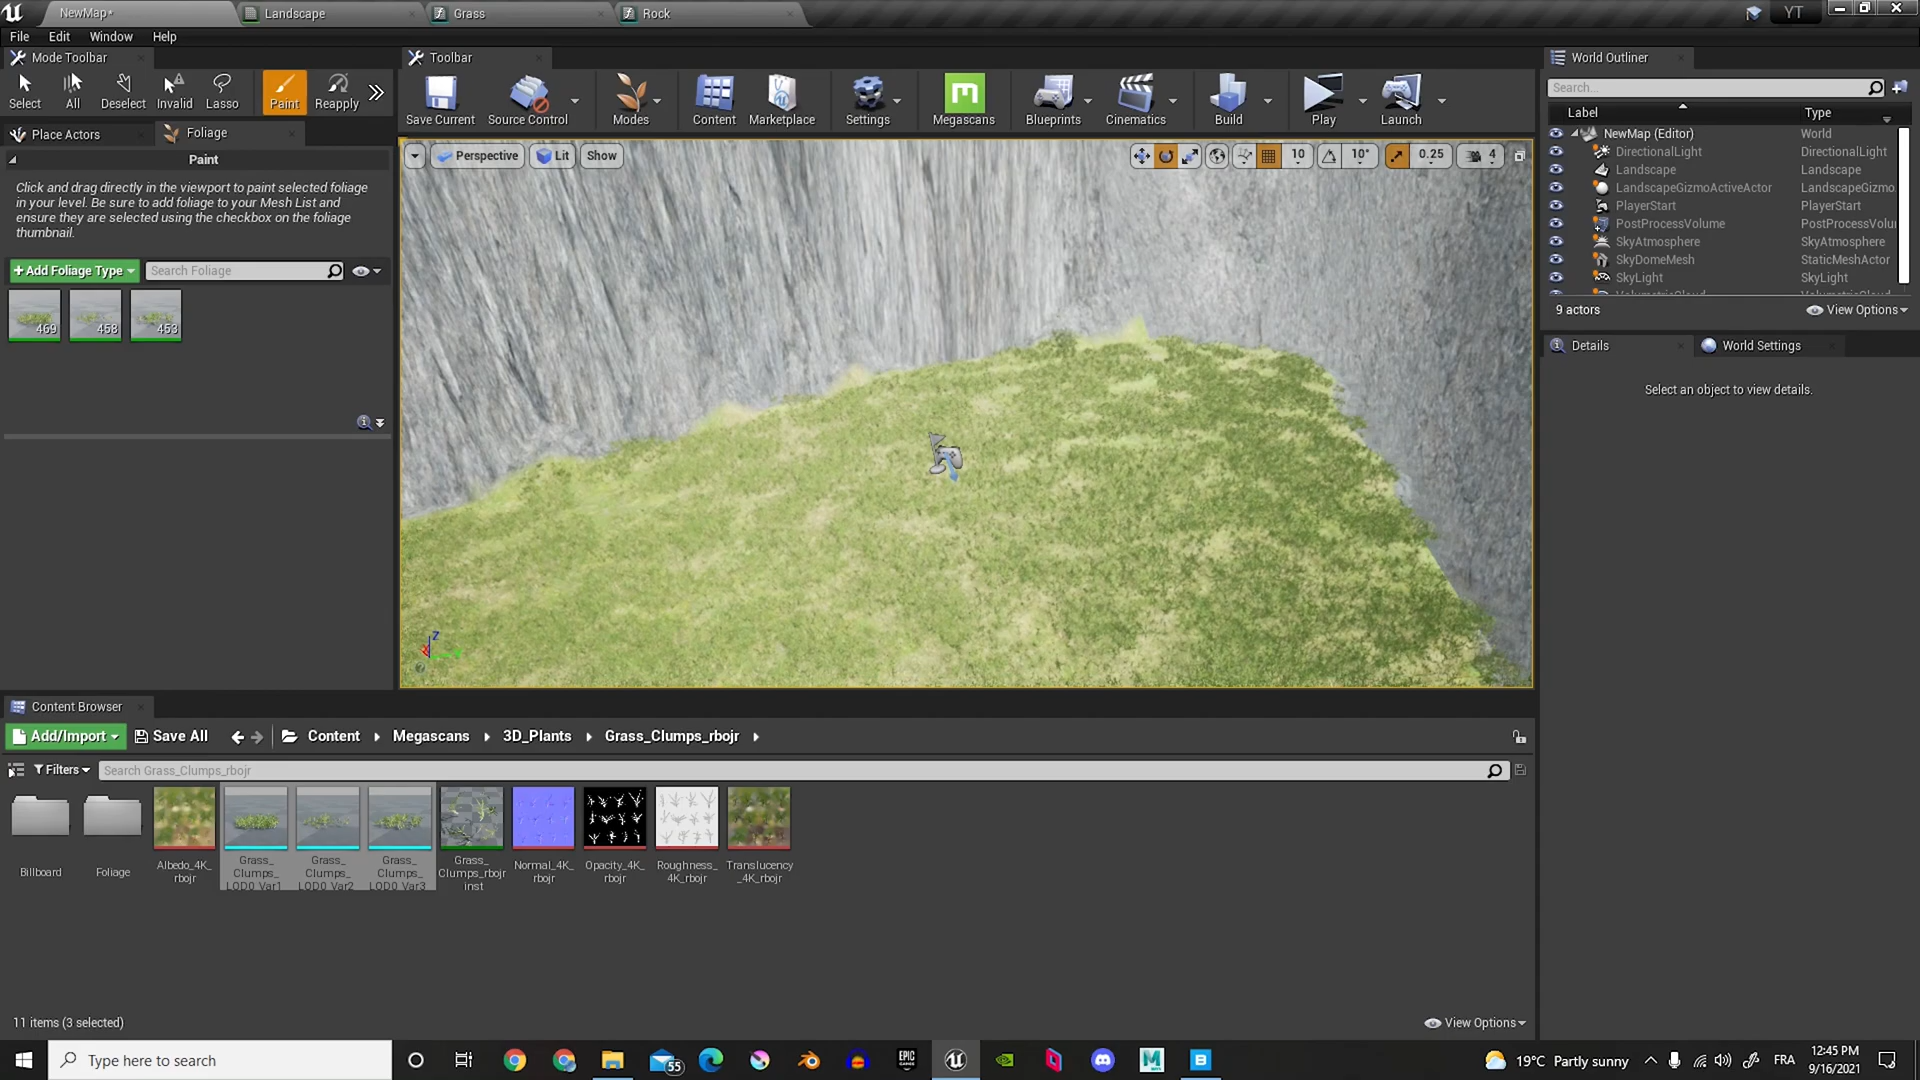 NewMap*
Landscape
Grass
Rock
YT
File
Edit
Window
Help
Mode Toolbar
Select
All
Deselect
Invalid
Lasso
Paint
Reapply
Place Actors
Foliage
Paint
Click and drag directly in the viewport to paint selected foliage
in your level. Be sure to add foliage to your Mesh List and
ensure they are selected using the checkbox on the foliage
thumbnail.
+Add Foliage Type
Search Foliage
469
458
453
Toolbar
Save Current
Source Control
Modes
Content
Marketplace
Settings
Megascans
Blueprints
Cinematics
Build
Play
Launch
Perspective
Lit
Show
10
10°
0.25
4
Z
World Outliner
Search...
Label
Type
NewMap (Editor)
World
DirectionalLight
DirectionalLight
Landscape
Landscape
LandscapeGizmoActiveActor
LandscapeGizmo
PlayerStart
PlayerStart
PostProcessVolume
PostProcessVolu
SkyAtmosphere
SkyAtmosphere
SkyDomeMesh
StaticMeshActor
SkyLight
SkyLight
9 actors
View Options
Details
World Settings
Select an object to view details.
Content Browser
Add/Import
Save All
Content
Megascans
3D_Plants
Grass_Clumps_rbojr
Filters
Search Grass_Clumps_rbojr
Billboard
Foliage
Albedo_4K_
rbojr
Grass_
Clumps_
LOD0_Var1
Grass_
Clumps_
LOD0_Var2
Grass_
Clumps_
LOD0_Var3
Grass_
Clumps_rbojr
inst
Normal_4K_
rbojr
Opacity_4K_
rbojr
Roughness_
4K_rbojr
Translucency
_4K_rbojr
11 items (3 selected)
View Options
Type here to search
55
EPIC
GAMES
19°C Partly sunny
FRA
12:45 PM
9/16/2021